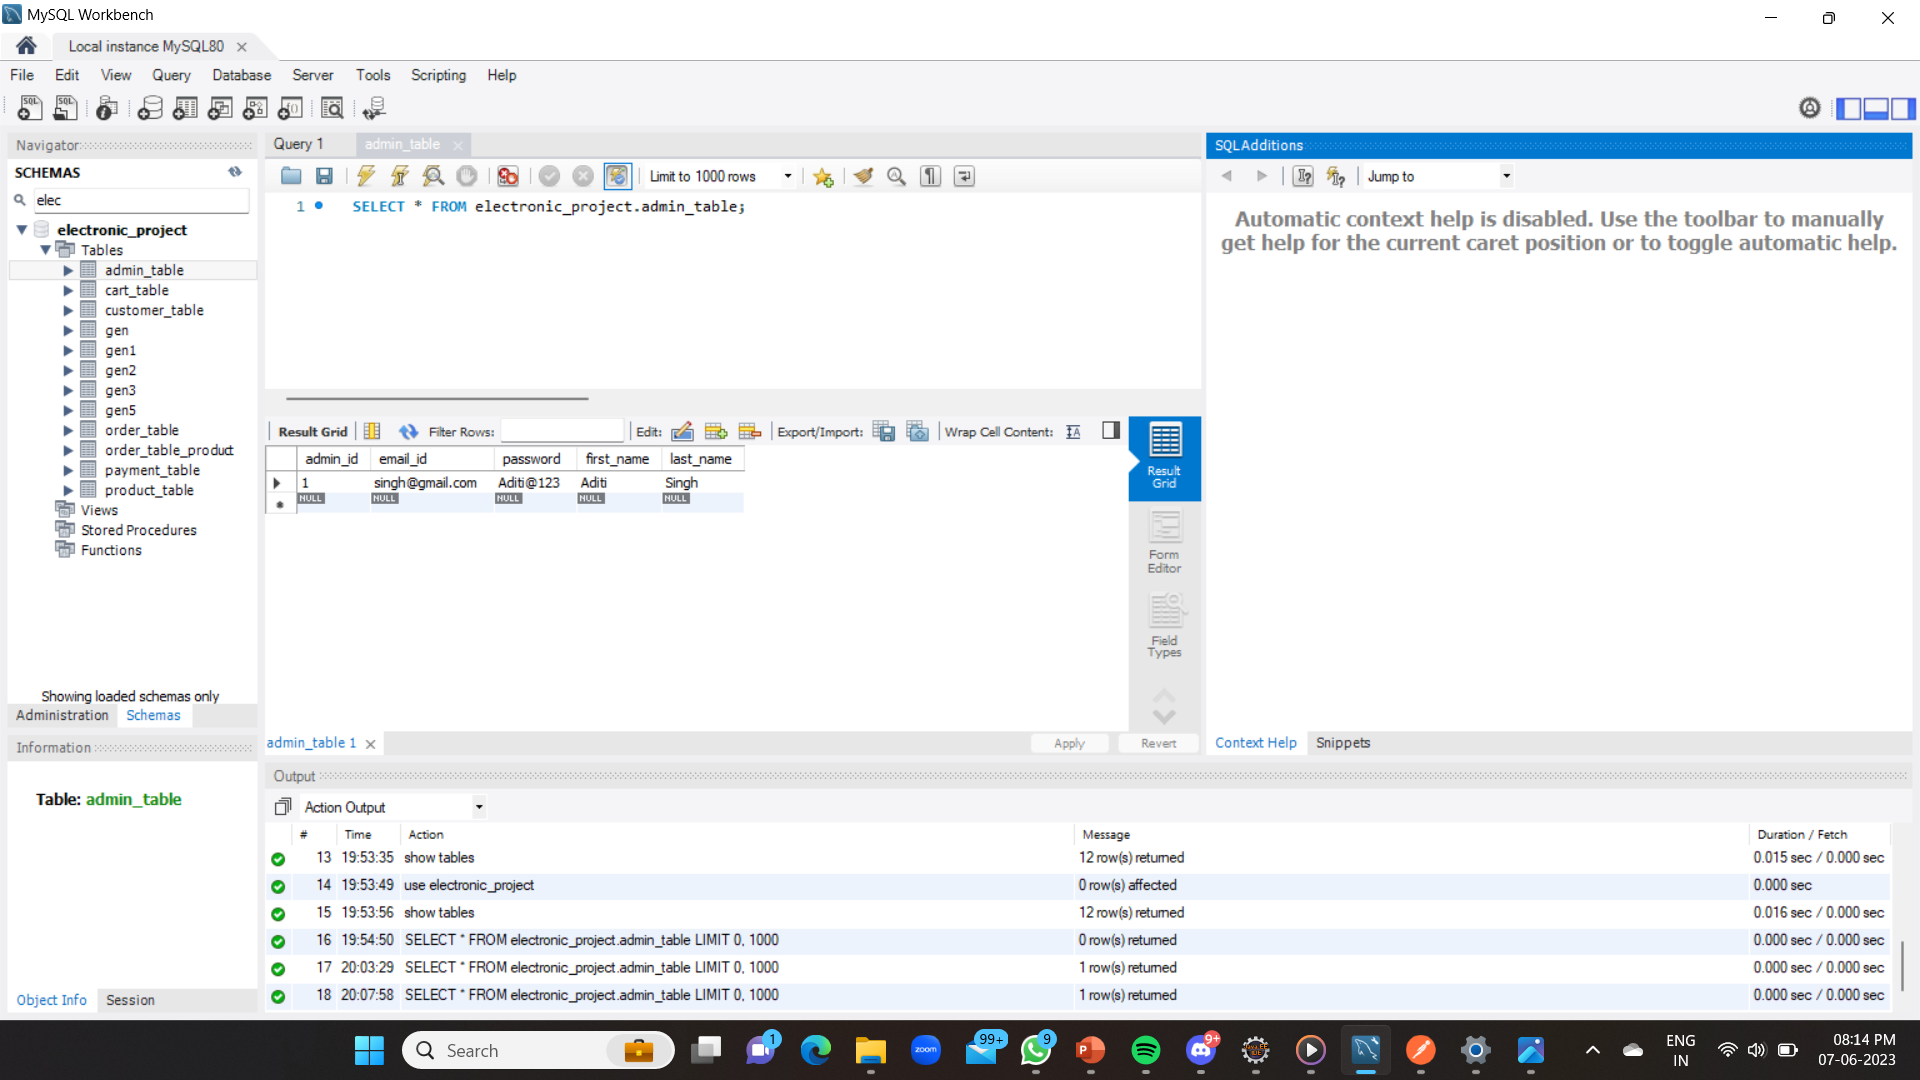 MySQL Workbench
Local instance MySQL80
File Edit View Query Database Server Tools Scripting Help
Navigator
SCHEMAS
elec
electronic_project
Tables
admin_table
cart_table
customer_table
gen
gen1
gen2
gen3
gen5
order_table
order_table_product
payment_table
product_table
Views
Stored Procedures
Functions
Showing loaded schemas only
Administration Schemas
Information
Table: admin_table
Object Info Session
Query 1 admin_table
Limit to 1000 rows
1 SELECT * FROM electronic_project.admin_table;
Result Grid Filter Rows: Edit: Export/Import: Wrap Cell Content:
admin_id email_id password first_name last_name
1 singh@gmail.com Aditi@123 Aditi Singh
NULL NULL NULL NULL NULL
Result Grid
Form Editor
Field Types
admin_table 1 Apply Revert
SQLAdditions
Jump to
Automatic context help is disabled. Use the toolbar to manually
get help for the current caret position or to toggle automatic help.
Context Help Snippets
Output
Action Output
# Time Action Message Duration / Fetch
13 19:53:35 show tables 12 row(s) returned 0.015 sec / 0.000 sec
14 19:53:49 use electronic_project 0 row(s) affected 0.000 sec
15 19:53:56 show tables 12 row(s) returned 0.016 sec / 0.000 sec
16 19:54:50 SELECT * FROM electronic_project.admin_table LIMIT 0, 1000 0 row(s) returned 0.000 sec / 0.000 sec
17 20:03:29 SELECT * FROM electronic_project.admin_table LIMIT 0, 1000 1 row(s) returned 0.000 sec / 0.000 sec
18 20:07:58 SELECT * FROM electronic_project.admin_table LIMIT 0, 1000 1 row(s) returned 0.000 sec / 0.000 sec
Search 1 zoom 99+ 9 9+
ENG
IN
08:14 PM
07-06-2023